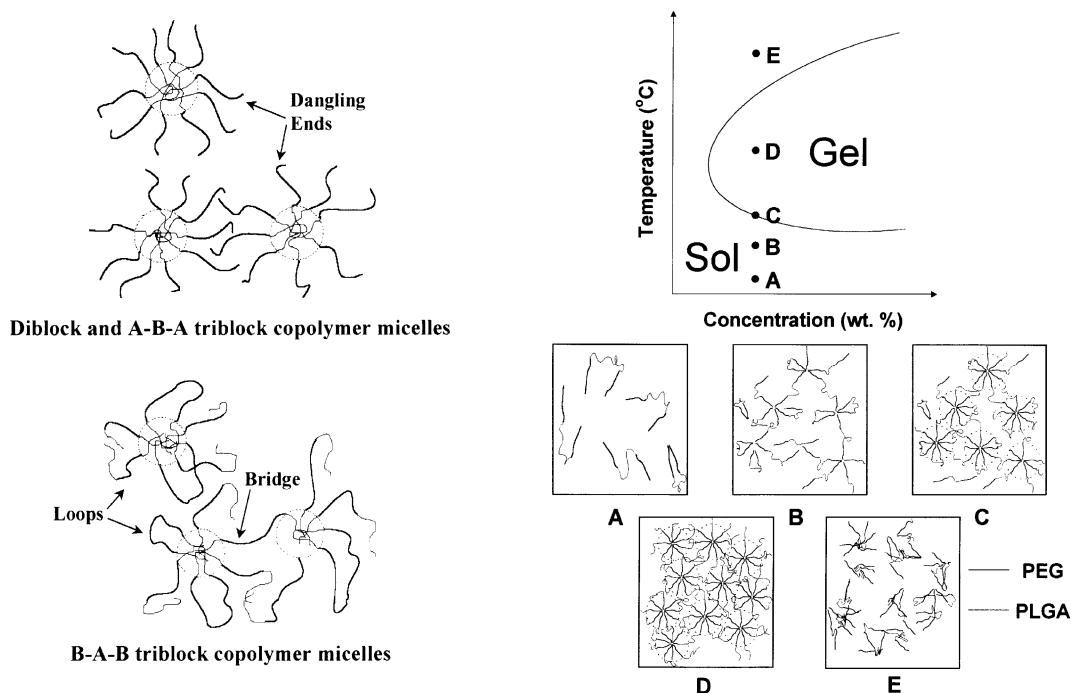 Dangling
Ends
Diblock and A-B-A triblock copolymer micelles
Loops
Bridge
B-A-B triblock copolymer micelles
Temperature (°C)
E
D
Gel
C
B
Sol
A
Concentration (wt. %)
A
B
C
D
E
PEG
PLGA